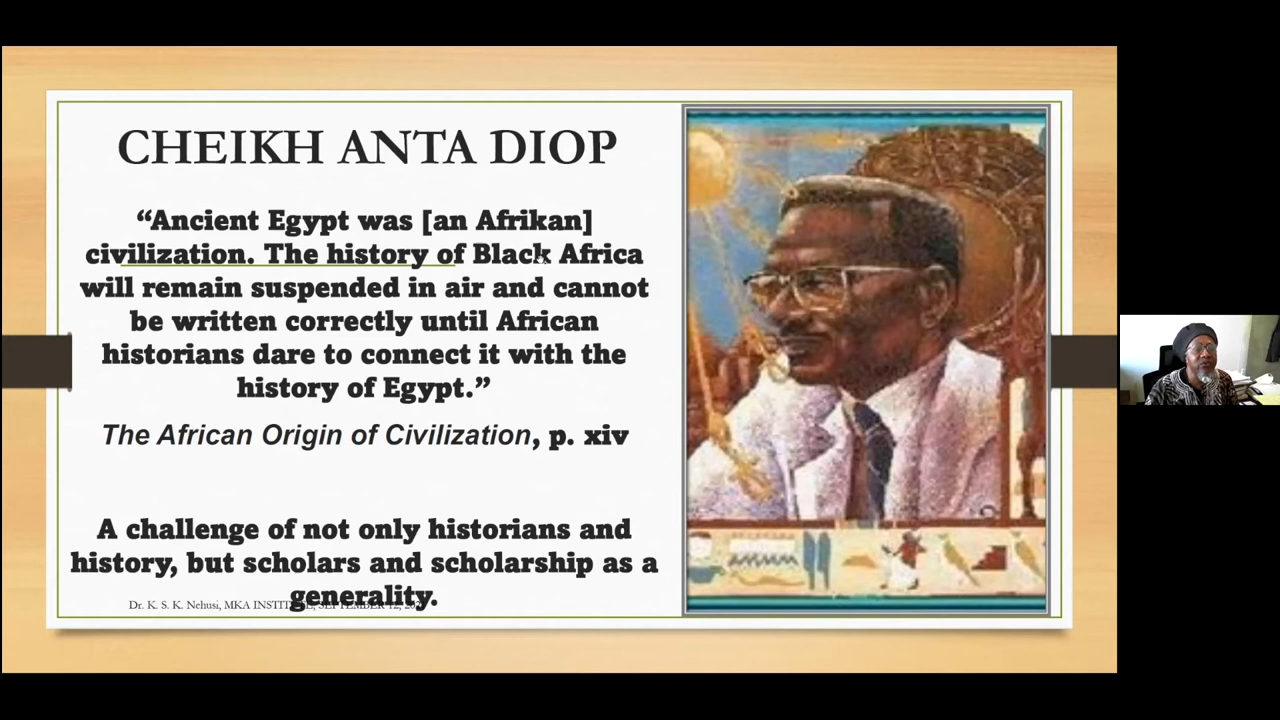 CHEIKH ANTA DIOP
“Ancient Egypt was [an Afrikan]
civilization. The history of Black Africa
will remain suspended in air and cannot
be written correctly until African
historians dare to connect it with the
history of Egypt.”
The African Origin of Civilization, p. xiv
A challenge of not only historians and
history, but scholars and scholarship as a
generality.
Dr. K. S. K. Nehusi, MKA